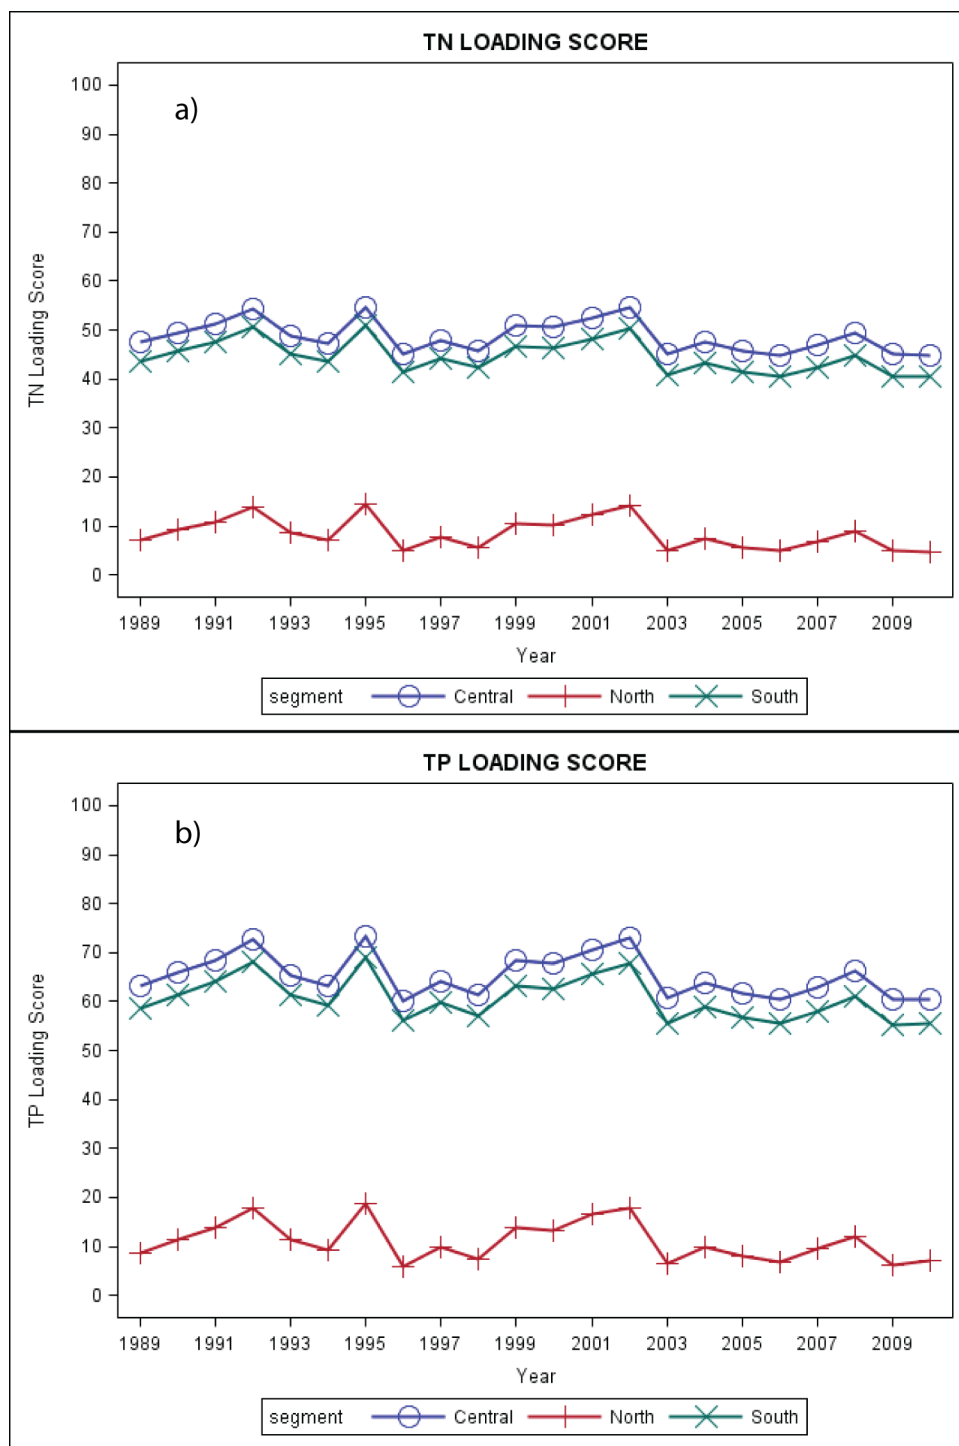 TN LOADING SCORE
a)
100
90
80
70
60
50
40
30
20
10
0
TN Loading Score
1989 1991 1993 1995 1997 1999 2001 2003 2005 2007 2009
Year
segment Central North South
TP LOADING SCORE
b)
100
90
80
70
60
50
40
30
20
10
0
TP Loading Score
1989 1991 1993 1995 1997 1999 2001 2003 2005 2007 2009
Year
segment Central North South